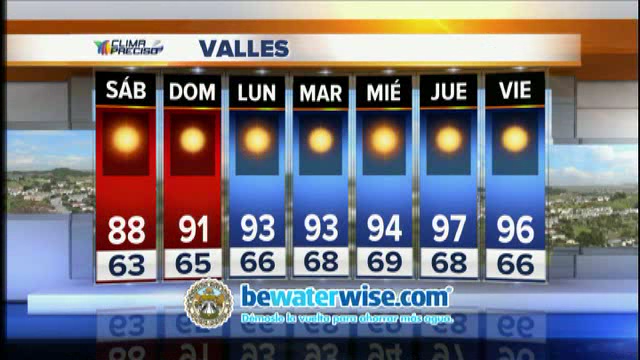 CLIMA
PRECISO
VALLES
SÁB DOM LUN MAR MIÉ JUE VIE
88 91 93 93 94 97 96
63 65 66 68 69 68 66
bewaterwise.com®
Démosle la vuelta para ahorrar más agua.